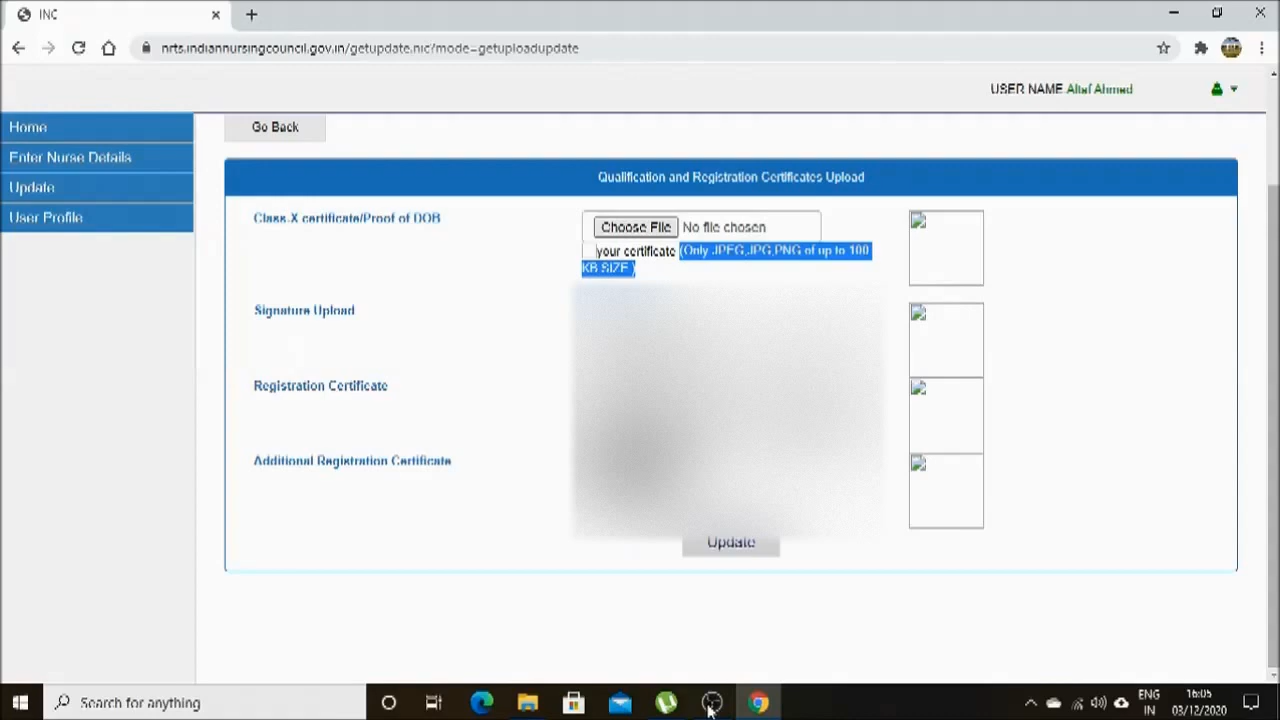 INC
nrts.indiannursingcouncil.gov.in/getupdate.nic?mode=getuploadupdate
USER NAME Altaf Ahmed
Home
Enter Nurse Details
Update
User Profile
Go Back
Qualification and Registration Certificates Upload
Class-X certificate/Proof of DOB
Choose File No file chosen
your certificate (Only JPEG,JPG,PNG of up to 100
KB SIZE )
Signature Upload
Registration Certificate
Additional Registration Certificate
Update
Search for anything
ENG
IN
16:05
03/12/2020